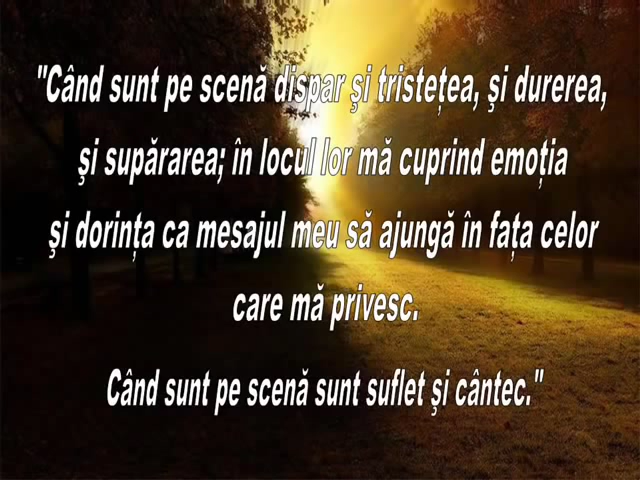 "Când sunt pe scenă dispar şi tristețea, şi durerea,
şi supărarea; în locul lor mă cuprind emoția
şi dorința ca mesajul meu să ajungă în fața celor
care mă privesc.
Când sunt pe scenă sunt suflet şi cântec."